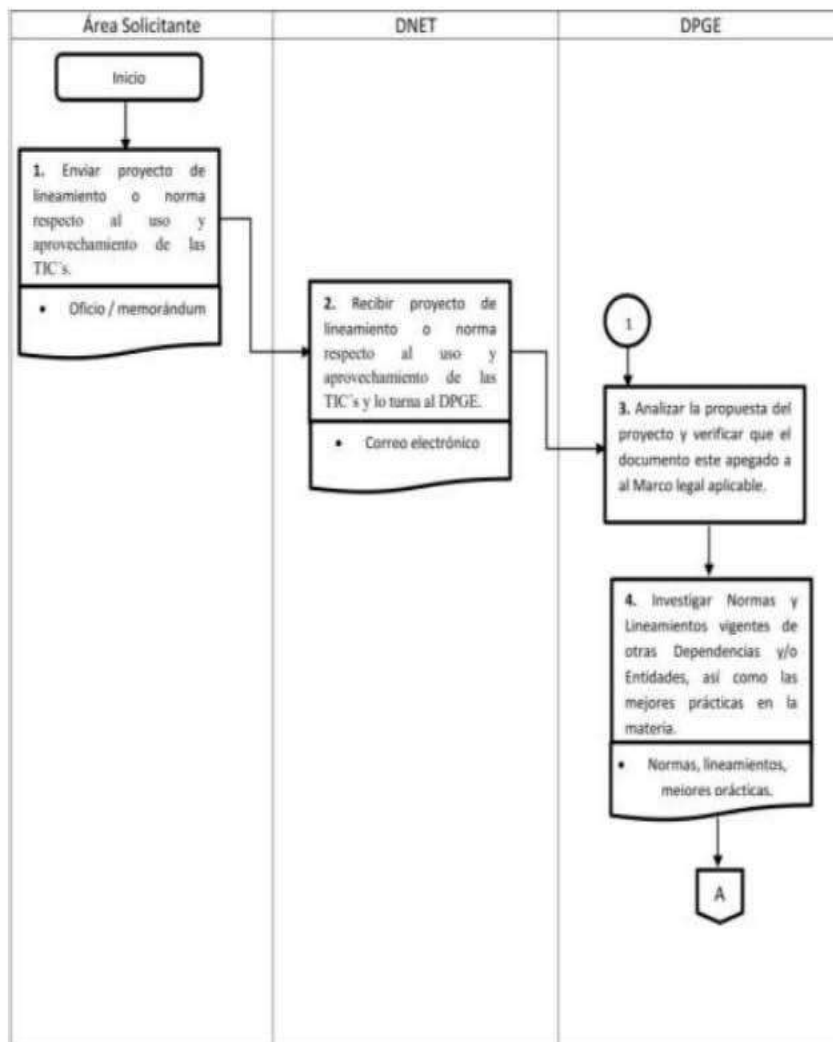 Área Solicitante
DNET
DPGE
Inicio
1. Enviar proyecto de
lineamiento o norma
respecto al uso y
aprovechamiento de las
TIC´s.
• Oficio / memorándum
2. Recibir proyecto de
lineamiento o norma
respecto al uso y
aprovechamiento de las
TIC´s y lo turna al DPGE.
• Correo electrónico
1
3. Analizar la propuesta del
proyecto y verificar que el
documento este apegado a
al Marco legal aplicable.
4. Investigar Normas y
Lineamientos vigentes de
otras Dependencias y/o
Entidades, así como las
mejores prácticas en la
materia.
• Normas, lineamientos,
mejores prácticas.
A